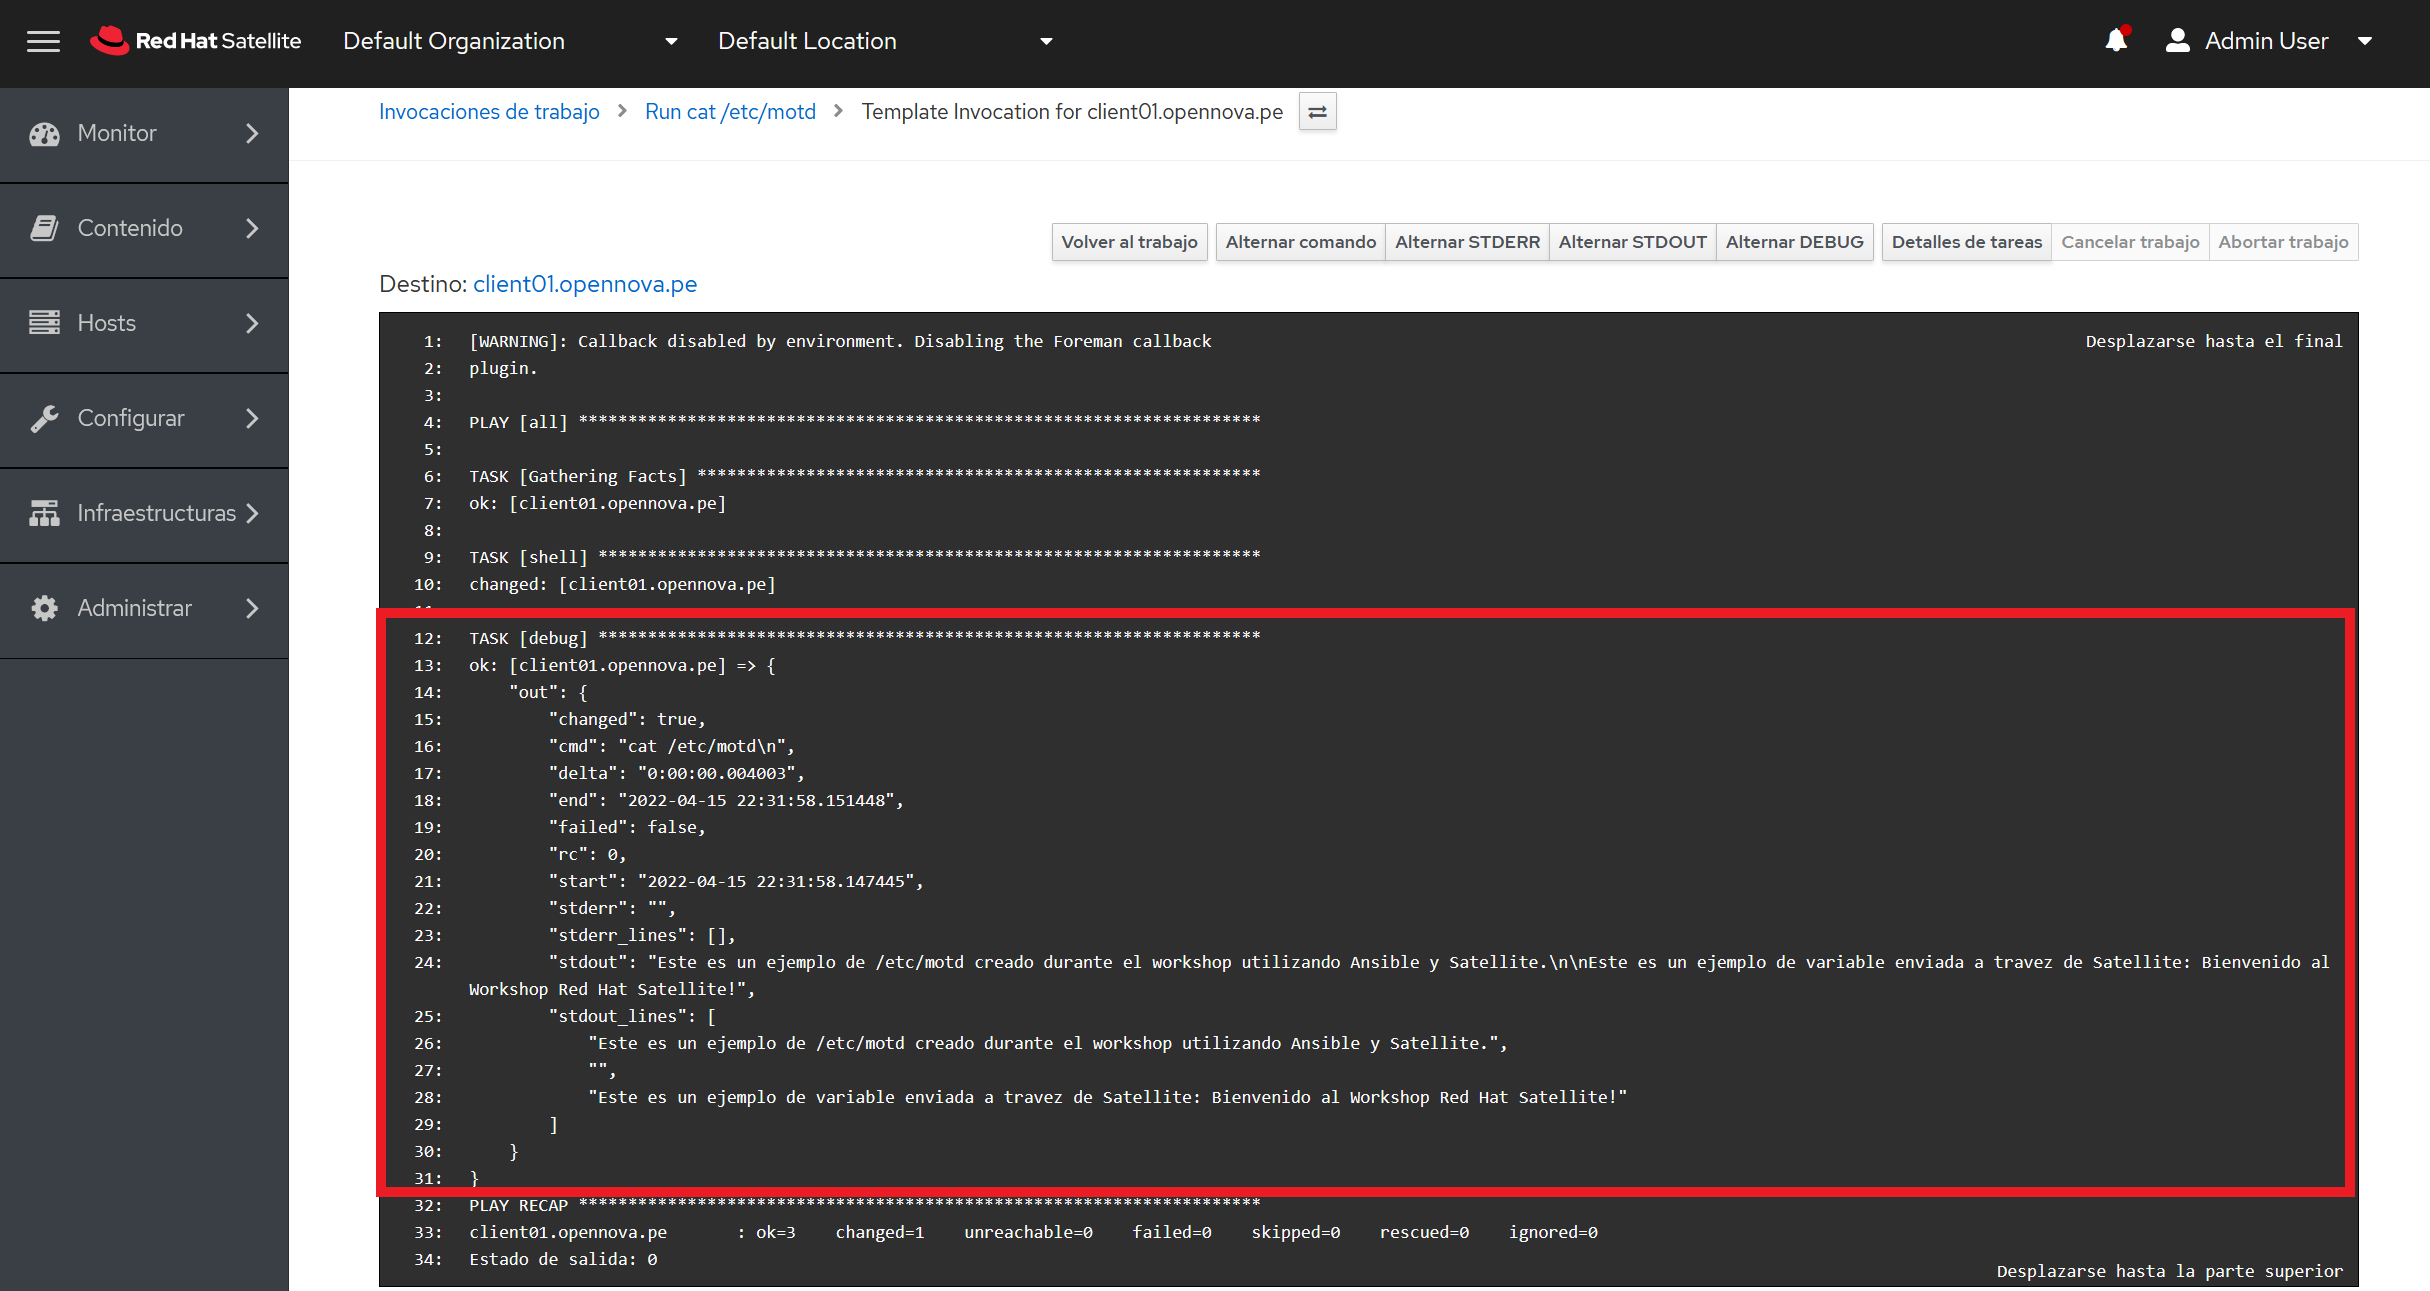 Red Hat Satellite
Default Organization
Default Location
Admin User
Monitor
Contenido
Hosts
Configurar
Infraestructuras
Administrar
Invocaciones de trabajo > Run cat /etc/motd > Template Invocation for client01.opennova.pe
Volver al trabajo Alternar comando Alternar STDERR Alternar STDOUT Alternar DEBUG Detalles de tareas Cancelar trabajo Abortar trabajo
Destino: client01.opennova.pe
Desplazarse hasta el final
1: [WARNING]: Callback disabled by environment. Disabling the Foreman callback
2: plugin.
3:
4: PLAY [all] *********************************************************************
5:
6: TASK [Gathering Facts] *********************************************************
7: ok: [client01.opennova.pe]
8:
9: TASK [shell] *******************************************************************
10: changed: [client01.opennova.pe]
12: TASK [debug] *******************************************************************
13: ok: [client01.opennova.pe] => {
14:     "out": {
15:         "changed": true,
16:         "cmd": "cat /etc/motd\n",
17:         "delta": "0:00:00.004003",
18:         "end": "2022-04-15 22:31:58.151448",
19:         "failed": false,
20:         "rc": 0,
21:         "start": "2022-04-15 22:31:58.147445",
22:         "stderr": "",
23:         "stderr_lines": [],
24:         "stdout": "Este es un ejemplo de /etc/motd creado durante el workshop utilizando Ansible y Satellite.\n\nEste es un ejemplo de variable enviada a travez de Satellite: Bienvenido al
Workshop Red Hat Satellite!",
25:         "stdout_lines": [
26:             "Este es un ejemplo de /etc/motd creado durante el workshop utilizando Ansible y Satellite.",
27:             "",
28:             "Este es un ejemplo de variable enviada a travez de Satellite: Bienvenido al Workshop Red Hat Satellite!"
29:         ]
30:     }
31: }
32: PLAY RECAP *********************************************************************
33: client01.opennova.pe       : ok=3    changed=1    unreachable=0    failed=0    skipped=0    rescued=0    ignored=0
34: Estado de salida: 0
Desplazarse hasta la parte superior